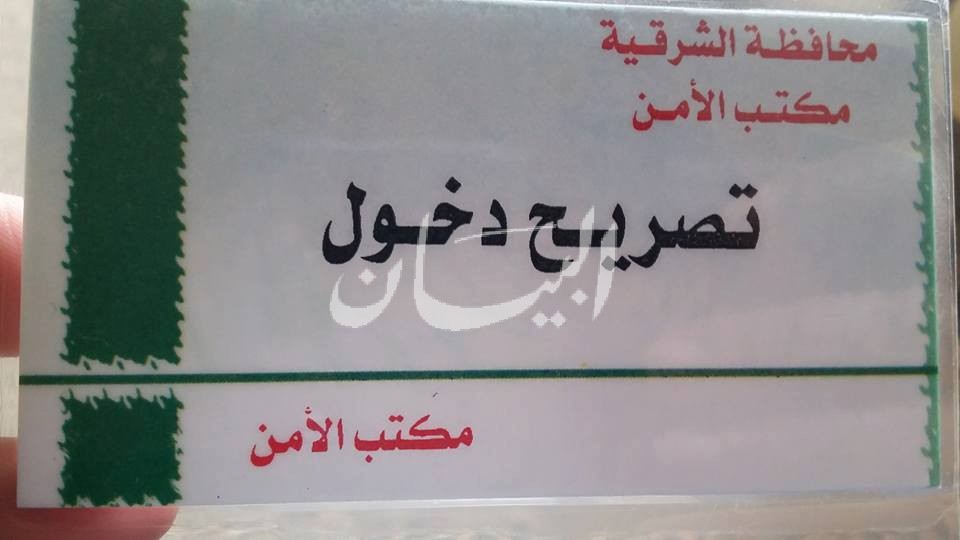 محافظة الشرقية
مكتب الأمن
تصريح دخول
البيان
مكتب الأمن